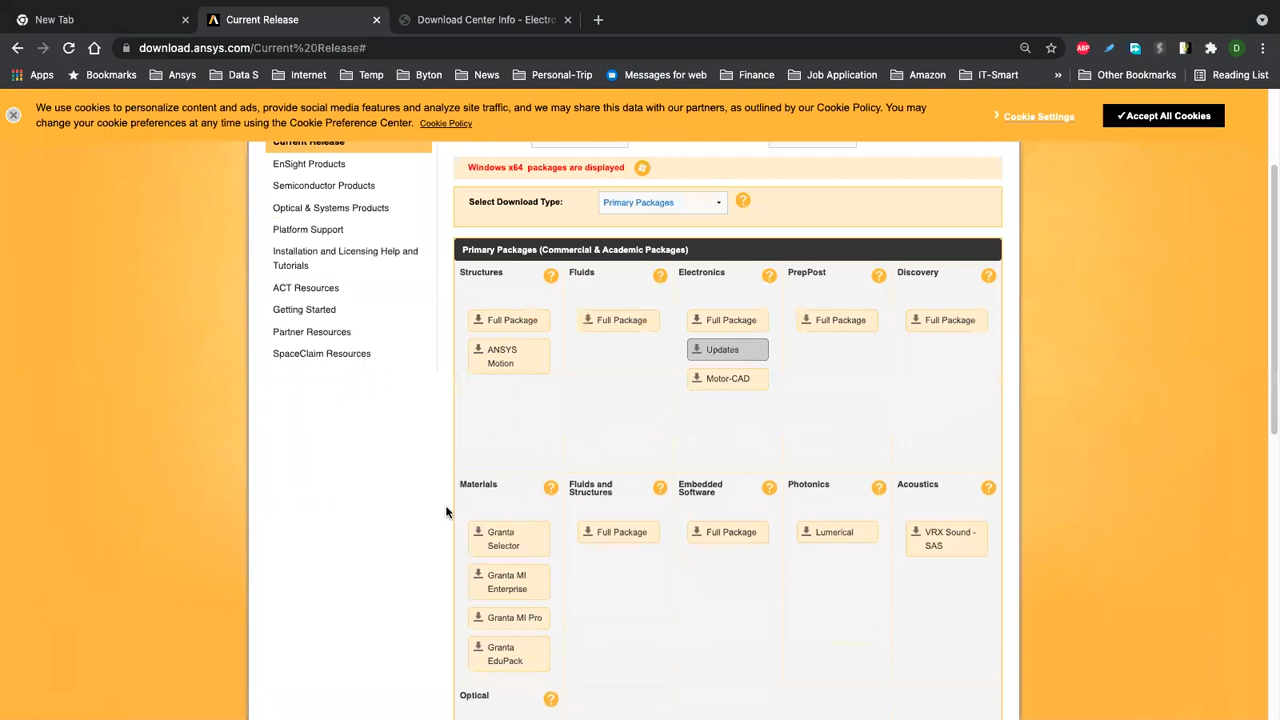 New Tab
Current Release
Download Center Info - Electro
download.ansys.com/Current%20Release#
ABP
D
Apps
Bookmarks
Ansys
Data S
Internet
Temp
Byton
News
Personal-Trip
Messages for web
Finance
Job Application
Amazon
IT-Smart
»
Other Bookmarks
Reading List
We use cookies to personalize content and ads, provide social media features and analyze site traffic, and we may share this data with our partners, as outlined by our Cookie Policy. You may
change your cookie preferences at any time using the Cookie Preference Center. Cookie Policy
Cookie Settings
✓Accept All Cookies
Current Release
EnSight Products
Semiconductor Products
Optical & Systems Products
Platform Support
Installation and Licensing Help and
Tutorials
ACT Resources
Getting Started
Partner Resources
SpaceClaim Resources
Windows x64 packages are displayed
Select Download Type:
Primary Packages
?
Primary Packages (Commercial & Academic Packages)
Structures
?
Fluids
?
Electronics
?
PrepPost
?
Discovery
?
Full Package
Full Package
Full Package
Full Package
Full Package
ANSYS
Motion
Updates
Motor-CAD
Materials
?
Fluids and
Structures
?
Embedded
Software
?
Photonics
?
Acoustics
?
Granta
Selector
Full Package
Full Package
Lumerical
VRX Sound -
SAS
Granta MI
Enterprise
Granta MI Pro
Granta
EduPack
Optical
?